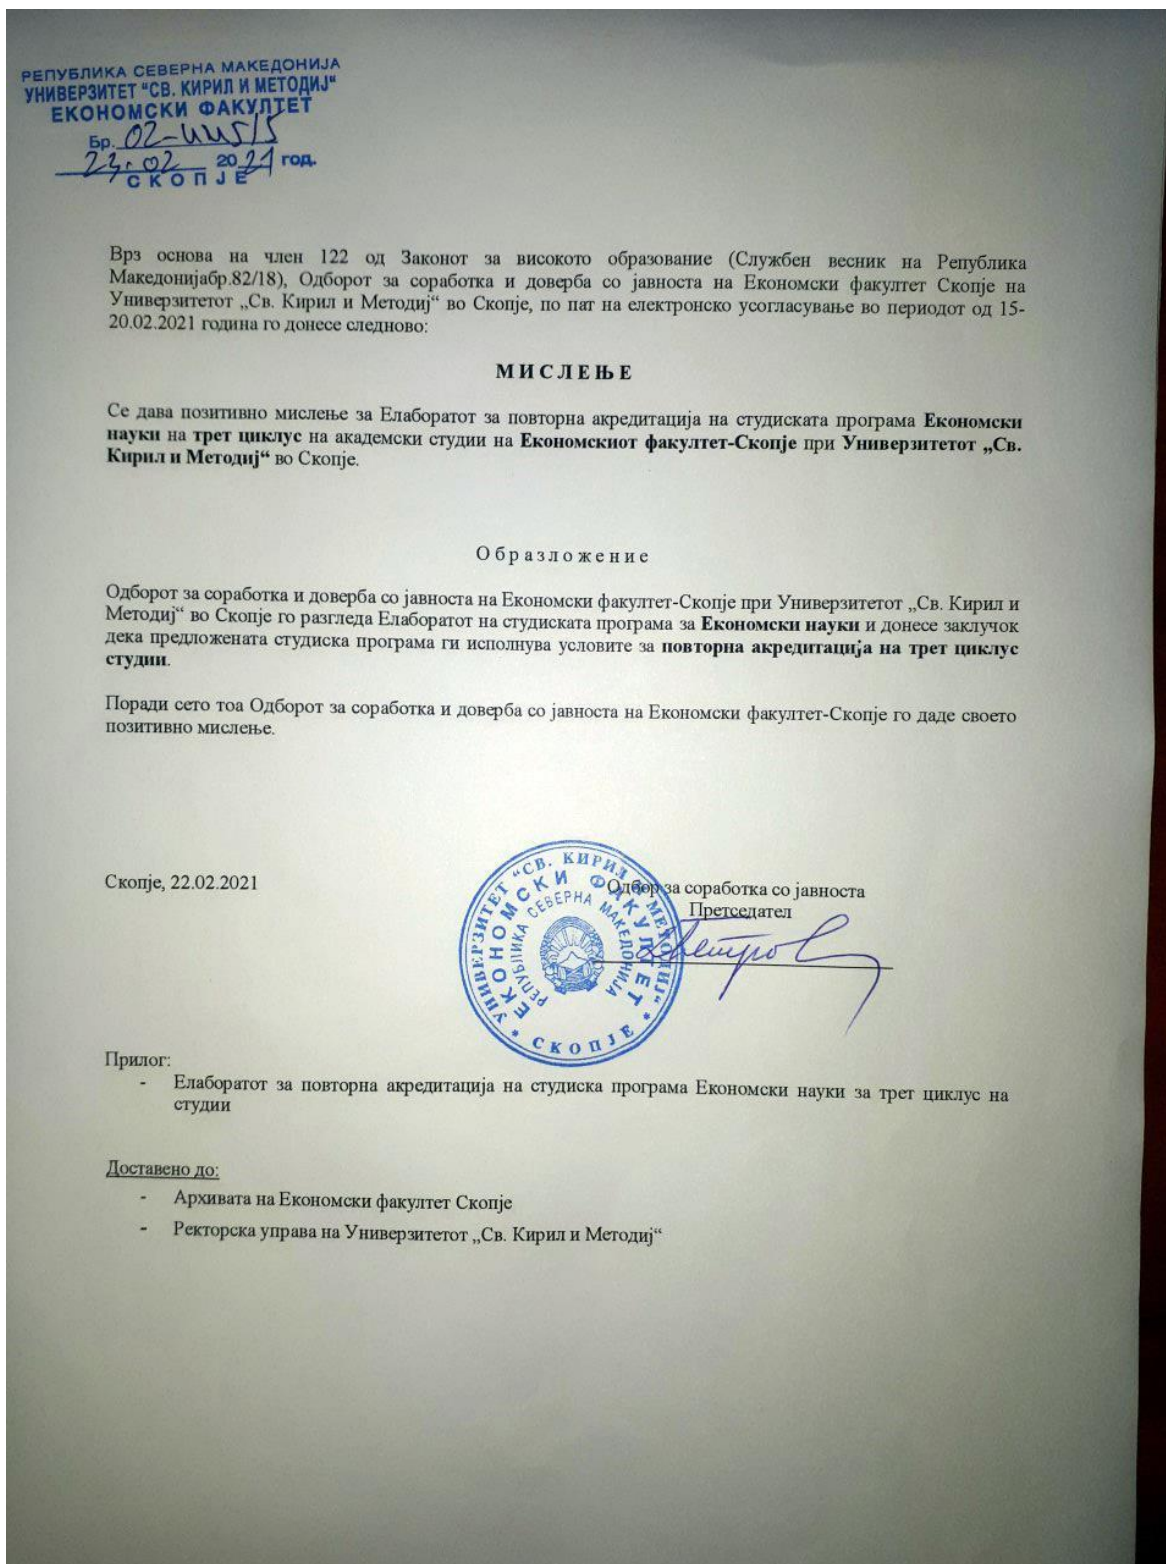 РЕПУБЛИКА СЕВЕРНА МАКЕДОНИЈА
УНИВЕРЗИТЕТ "СВ. КИРИЛ И МЕТОДИЈ"
ЕКОНОМСКИ ФАКУЛТЕТ
Бр.
23.02 2021 год.
СКОПЈЕ
Врз основа на член 122 од Законот за високото образование (Службен весник на Република
Македонијабр.82/18), Одборот за соработка и доверба со јавноста на Економски факултет Скопје на
Универзитетот „Св. Кирил и Методиј“ во Скопје, по пат на електронско усогласување во периодот од 15-
20.02.2021 година го донесе следново:
МИСЛЕЊЕ
Се дава позитивно мислење за Елаборатот за повторна акредитација на студиската програма Економски
науки на трет циклус на академски студии на Економскиот факултет-Скопје при Универзитетот „Св.
Кирил и Методиј“ во Скопје.
Образложение
Одборот за соработка и доверба со јавноста на Економски факултет-Скопје при Универзитетот „Св. Кирил и
Методиј“ во Скопје го разгледа Елаборатот на студиската програма за Економски науки и донесе заклучок
дека предложената студиска програма ги исполнува условите за повторна акредитација на трет циклус
студии.
Поради сето тоа Одборот за соработка и доверба со јавноста на Економски факултет-Скопје го даде своето
позитивно мислење.
Скопје, 22.02.2021
Одбор за соработка со јавноста
Претседател
УНИВЕРЗИТЕТ "СВ. КИРИЛ И МЕТОДИЈ" * СКОПЈЕ *
ЕКОНОМСКИ ФАКУЛТЕТ
РЕПУБЛИКА СЕВЕРНА МАКЕДОНИЈА
Прилог:
- Елаборатот за повторна акредитација на студиска програма Економски науки за трет циклус на
студии
Доставено до:
- Архивата на Економски факултет Скопје
- Ректорска управа на Универзитетот „Св. Кирил и Методиј“